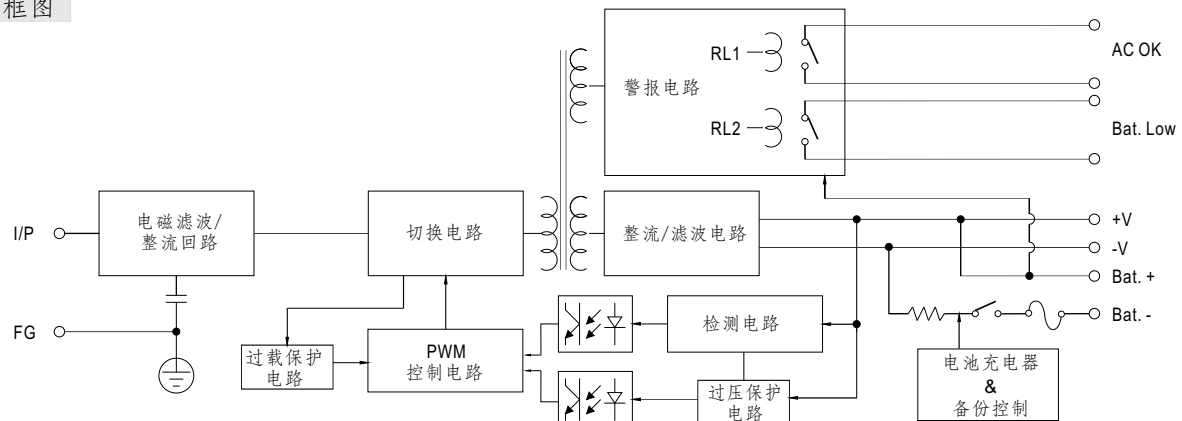 框图
RL1
AC OK
警报电路
RL2
Bat. Low
I/P
电磁滤波/
整流回路
切换电路
整流/滤波电路
+V
-V
Bat. +
FG
过载保护
电路
PWM
控制电路
检测电路
过压保护
电路
Bat. -
电池充电器
&
备份控制